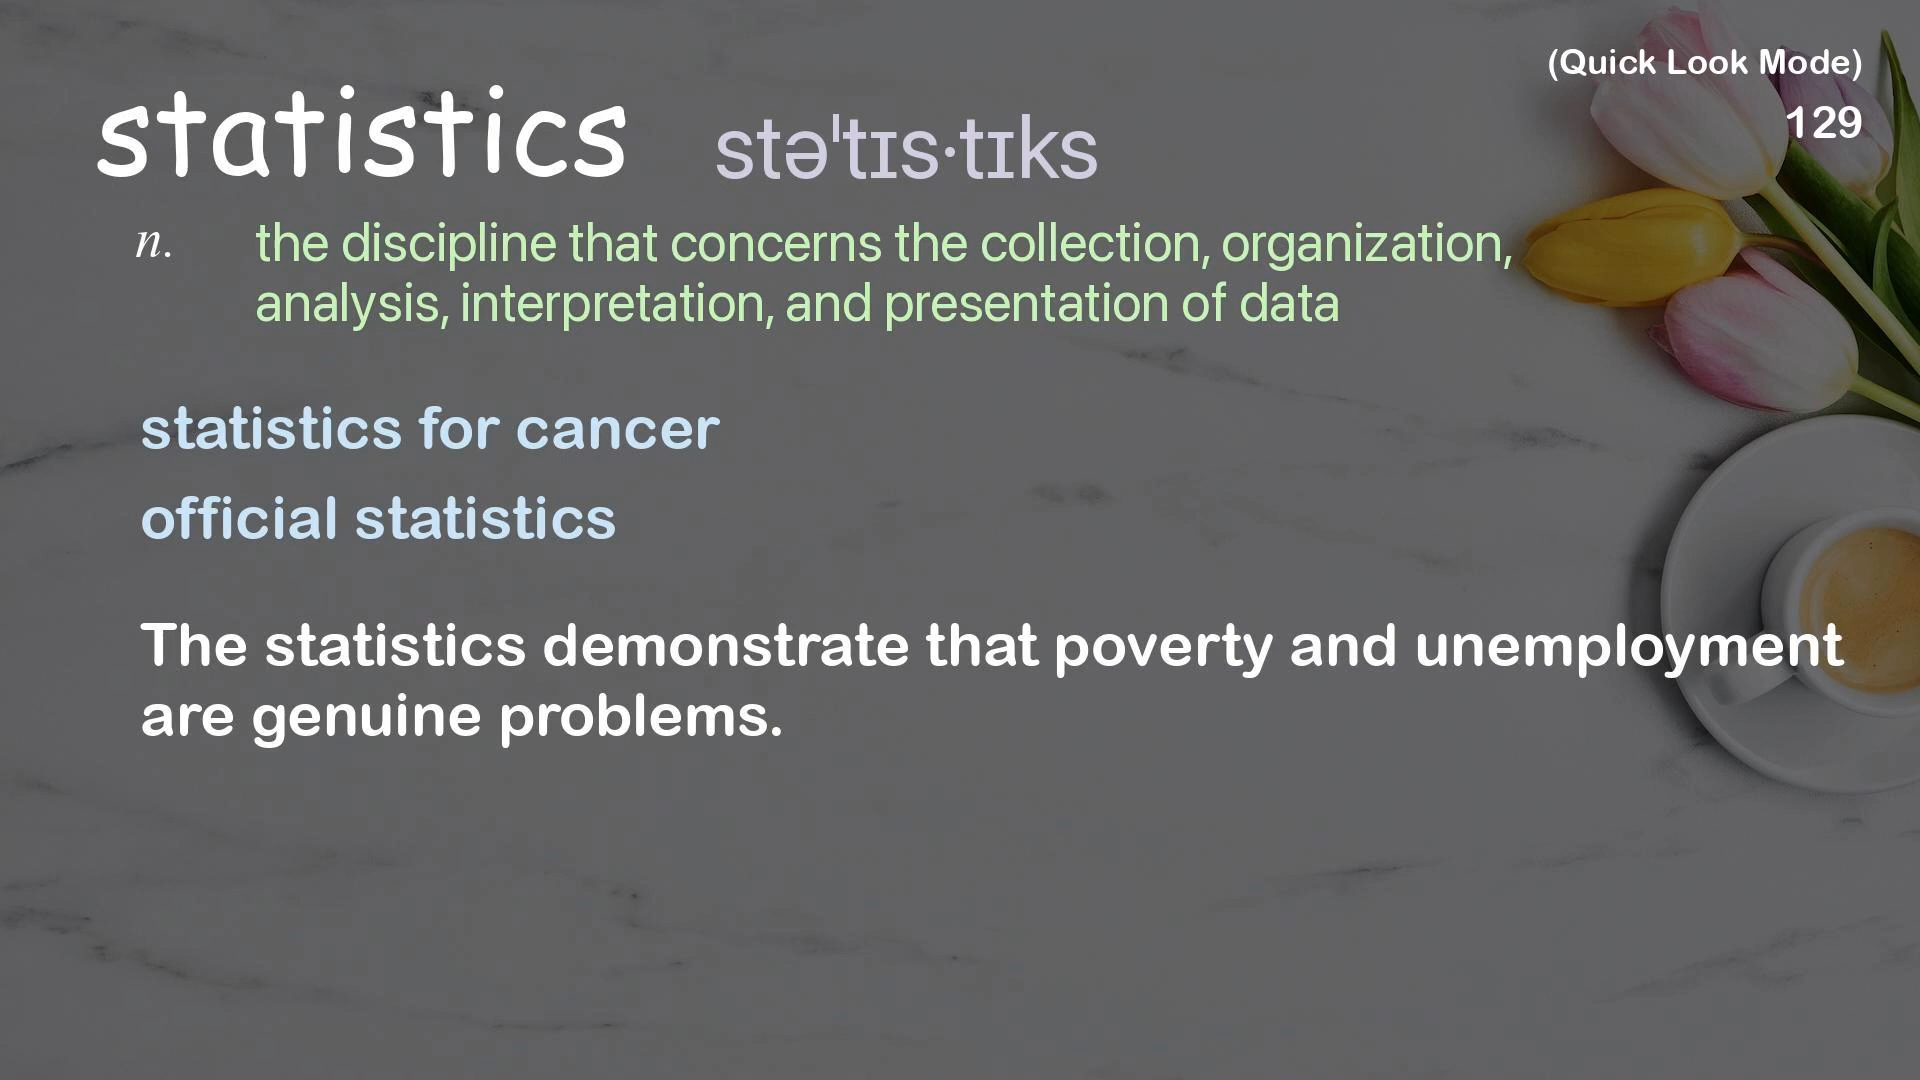 (Quick Look Mode)
129
statistics stəˈtɪs·tɪks
n. the discipline that concerns the collection, organization,
analysis, interpretation, and presentation of data
statistics for cancer
official statistics
The statistics demonstrate that poverty and unemployment
are genuine problems.